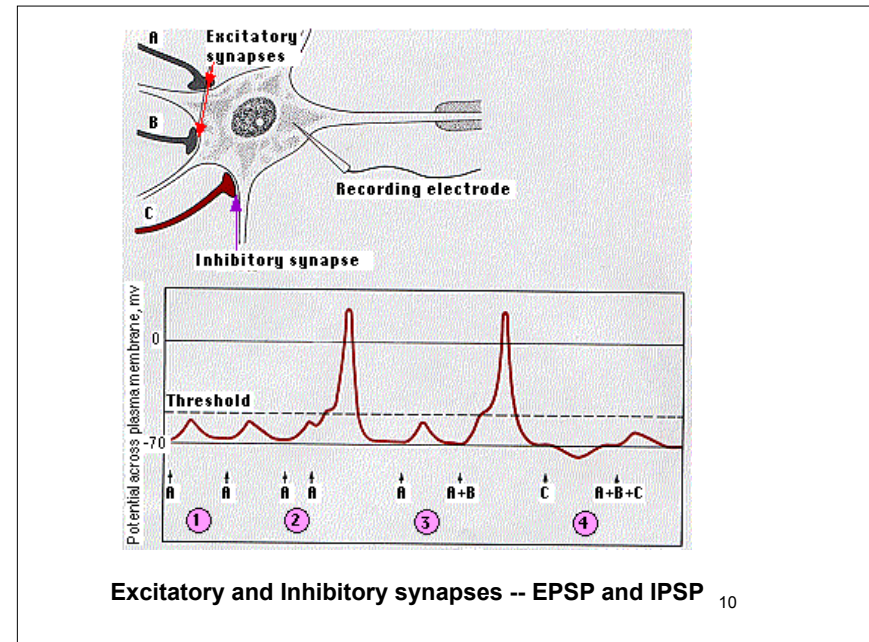 A
Excitatory
synapses
B
Recording electrode
C
Inhibitory synapse
Potential across plasma membrane, mv
0
Threshold
-70
A A A A A A+B C A+B+C
1 2 3 4
Excitatory and Inhibitory synapses -- EPSP and IPSP
10